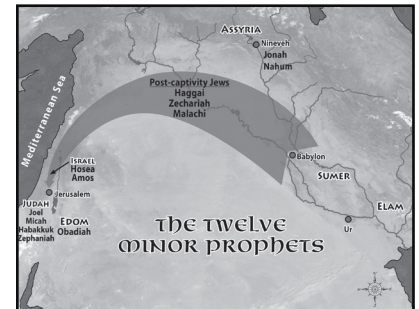 ASSYRIA
Nineveh
Jonah
Nahum
Mediterranean Sea
Post-captivity Jews
Haggai
Zechariah
Malachi
ISRAEL
Hosea
Amos
Babylon
SUMER
Jerusalem
JUDAH
Joel
Micah
Habakkuk
Zephaniah
EDOM
Obadiah
ELAM
Ur
THE TWELVE
MINOR PROPHETS